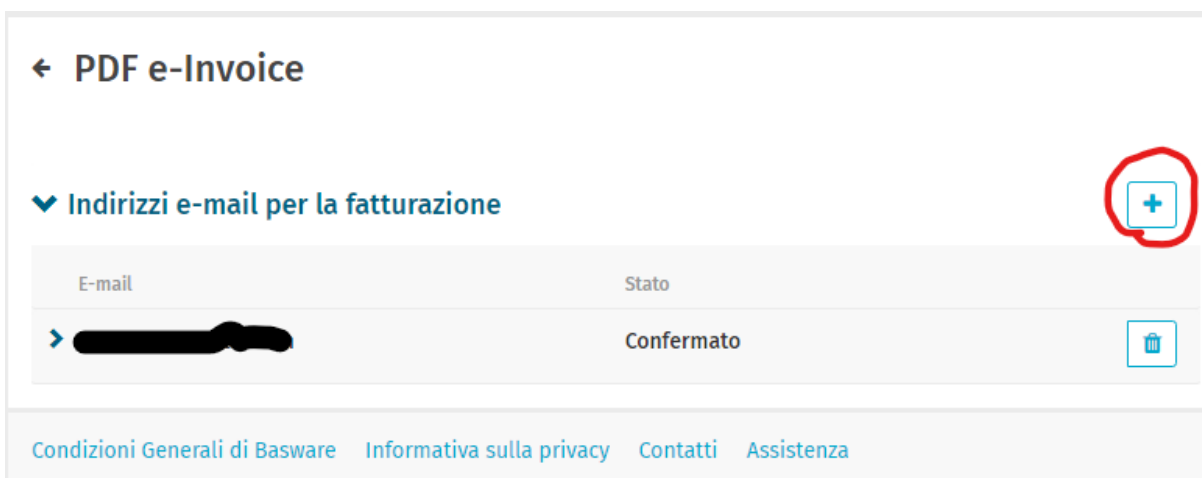 PDF e-Invoice
Indirizzi e-mail per la fatturazione
E-mail Stato
Confermato
Condizioni Generali di Basware Informativa sulla privacy Contatti Assistenza